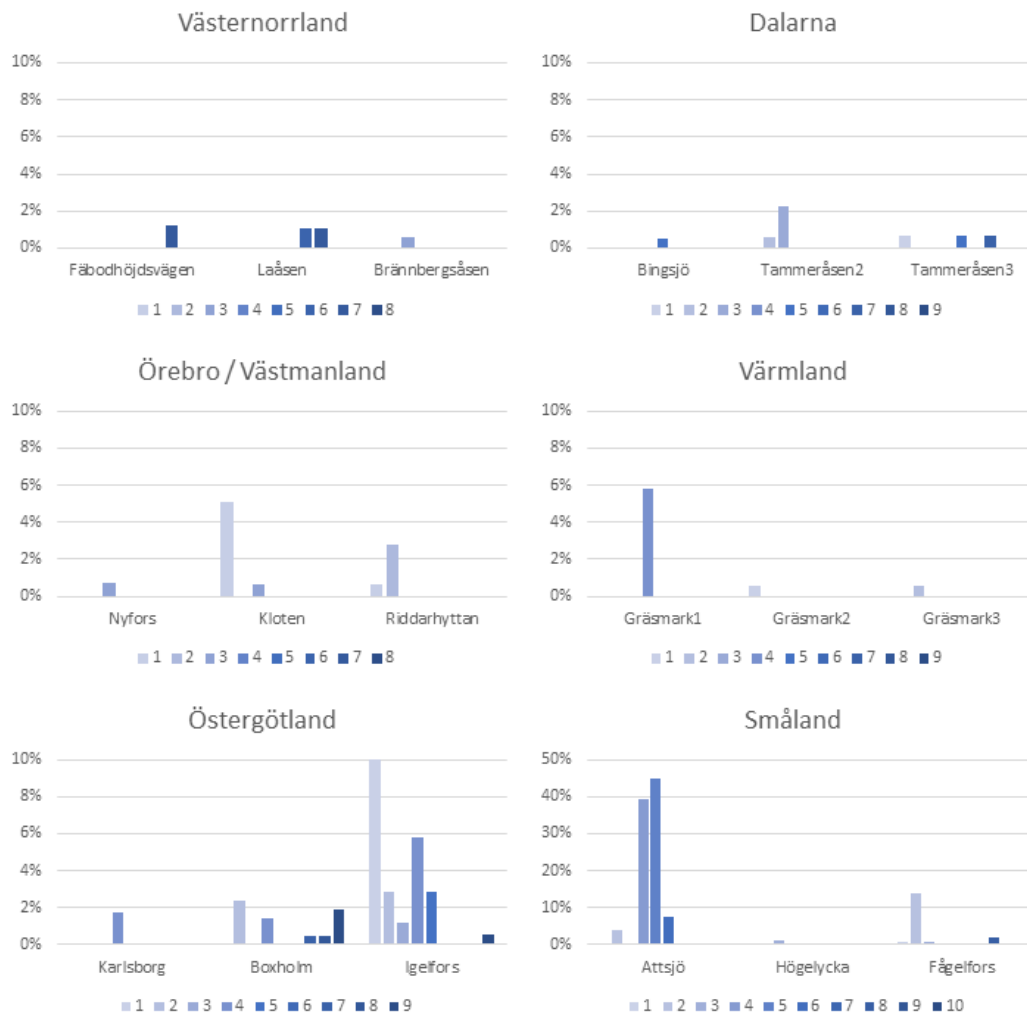 Västernorrland
10%
8%
6%
4%
2%
0%
Fäbodhöjdsvägen Laåsen Brännbergsåsen
1 2 3 4 5 6 7 8
Dalarna
10%
8%
6%
4%
2%
0%
Bingsjö Tammeråsen2 Tammeråsen3
1 2 3 4 5 6 7 8 9
Örebro / Västmanland
10%
8%
6%
4%
2%
0%
Nyfors Kloten Riddarhyttan
1 2 3 4 5 6 7 8
Värmland
10%
8%
6%
4%
2%
0%
Gräsmark1 Gräsmark2 Gräsmark3
1 2 3 4 5 6 7 8 9
Östergötland
10%
8%
6%
4%
2%
0%
Karlsborg Boxholm Igelfors
1 2 3 4 5 6 7 8 9
Småland
50%
40%
30%
20%
10%
0%
Attsjö Högelycka Fågelfors
1 2 3 4 5 6 7 8 9 10